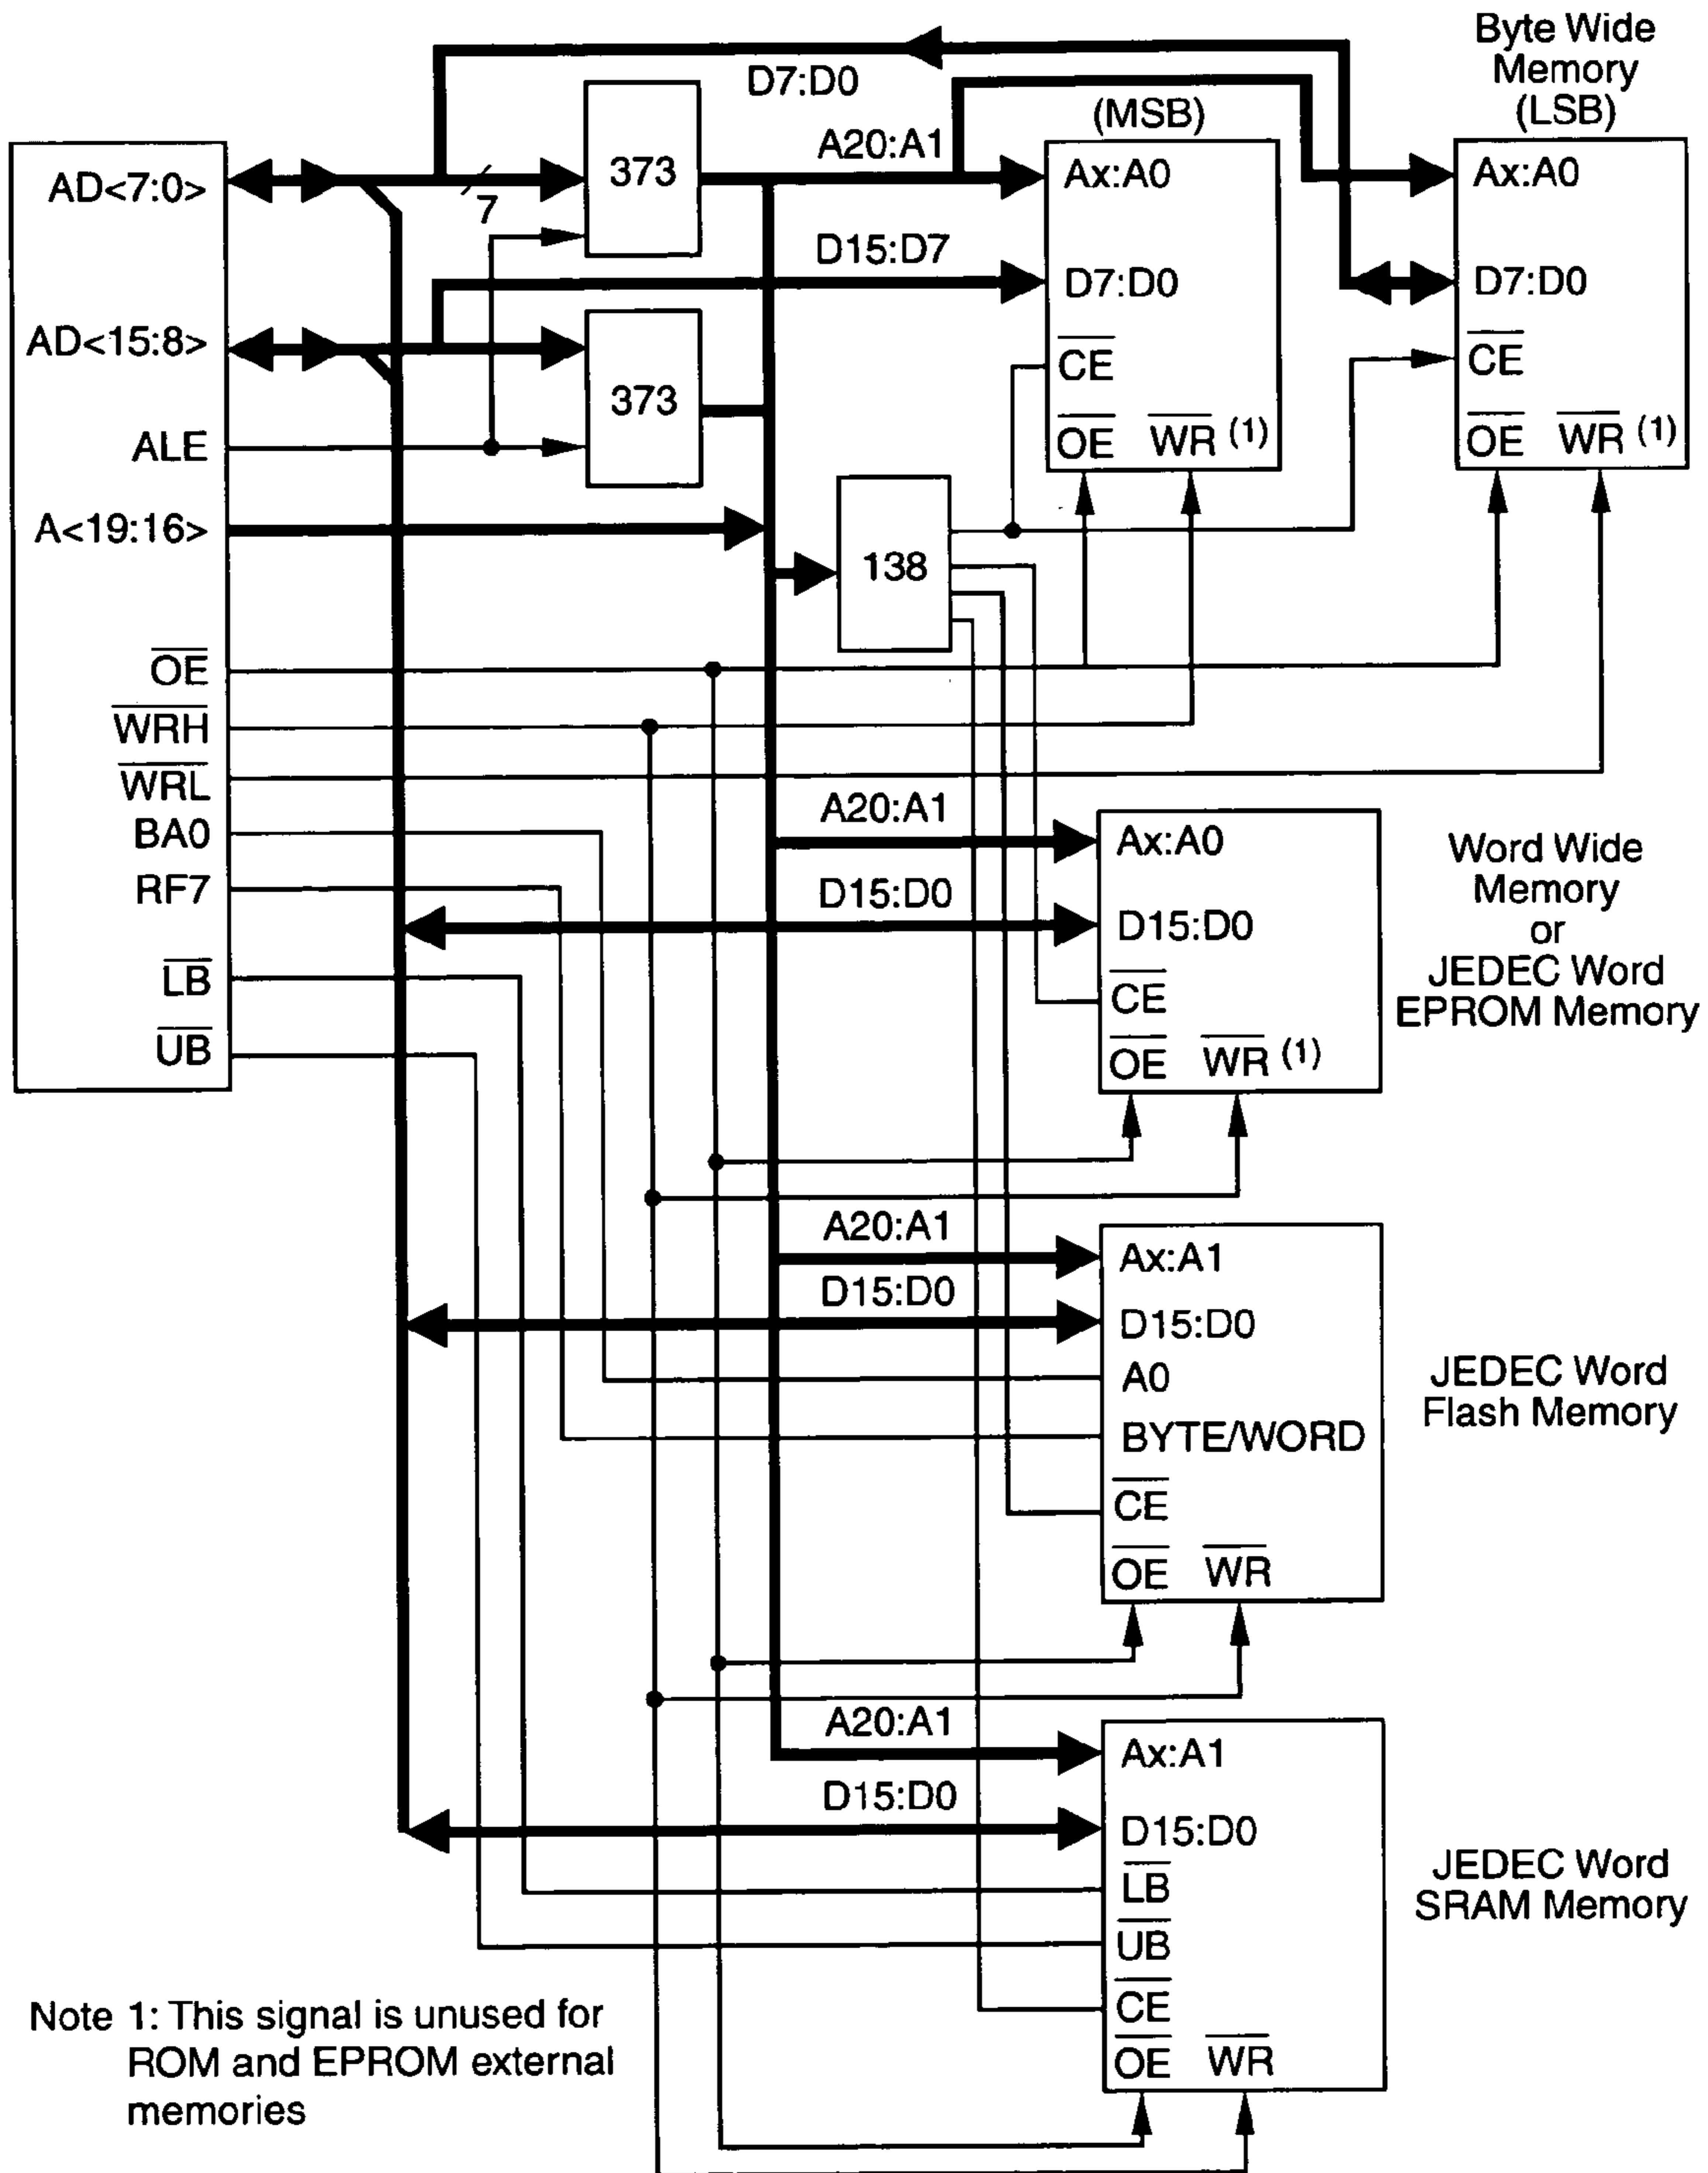 Byte Wide
Memory
(LSB)
D7:D0
(MSB)
A20:A1
AD<7:0>
7
373
Ax:A0
Ax:A0
D15:D7
D7:D0
D7:D0
AD<15:8>
373
CE
CE
ALE
OE WR (1)
OE WR (1)
A<19:16>
138
OE
WRH
WRL
BA0
RF7
LB
UB
A20:A1
Ax:A0
D15:D0
D15:D0
CE
OE WR (1)
Word Wide
Memory
or
JEDEC Word
EPROM Memory
A20:A1
Ax:A1
D15:D0
D15:D0
A0
BYTE/WORD
CE
OE WR
JEDEC Word
Flash Memory
A20:A1
Ax:A1
D15:D0
D15:D0
LB
UB
CE
OE WR
JEDEC Word
SRAM Memory
Note 1: This signal is unused for
ROM and EPROM external
memories